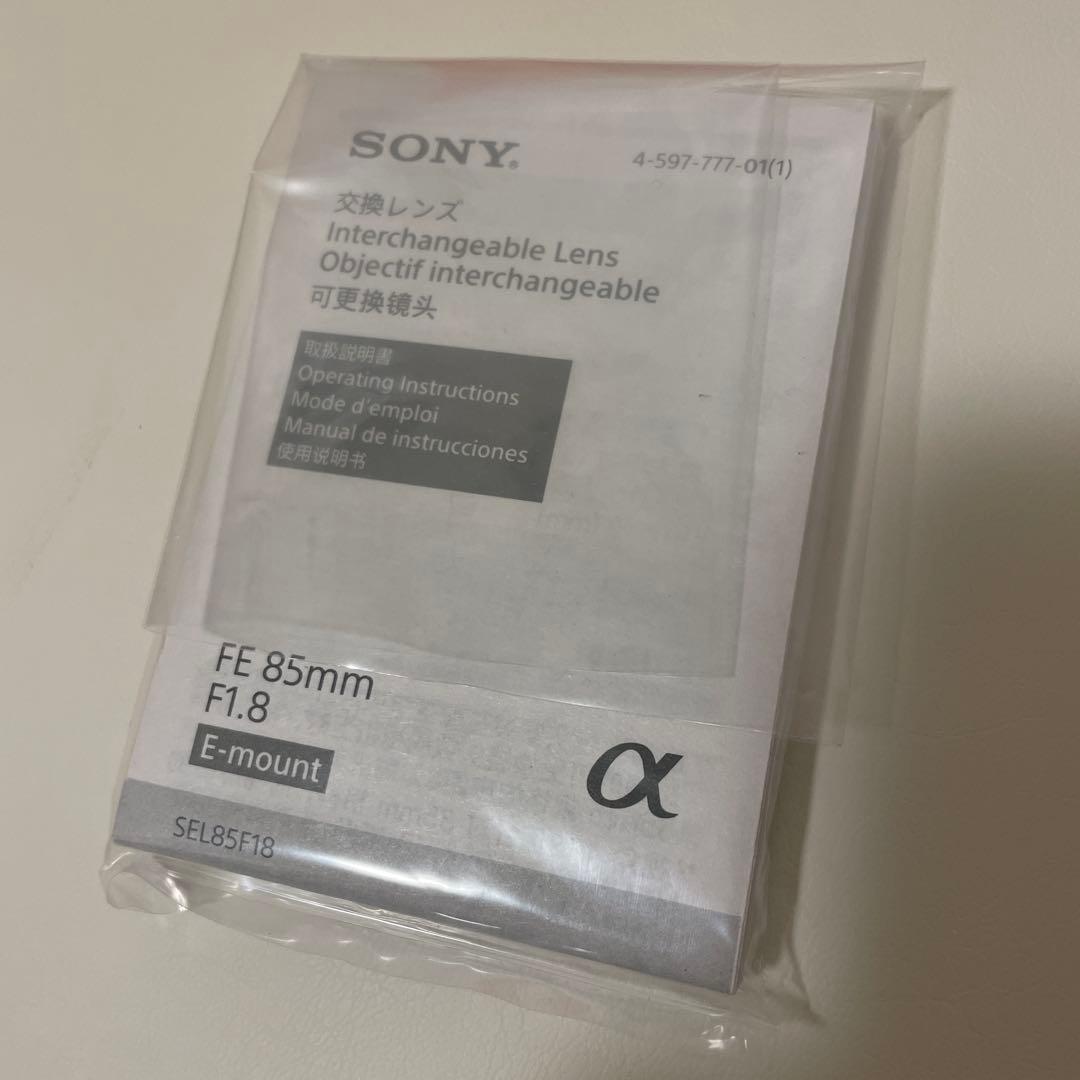 SONY®
4-597-777-01(1)
交換レンズ
Interchangeable Lens
Objectif interchangeable
可更换镜头
取扱説明書
Operating Instructions
Mode d'emploi
Manual de instrucciones
使用说明书
FE 85mm
F1.8
E-mount
α
SEL85F18